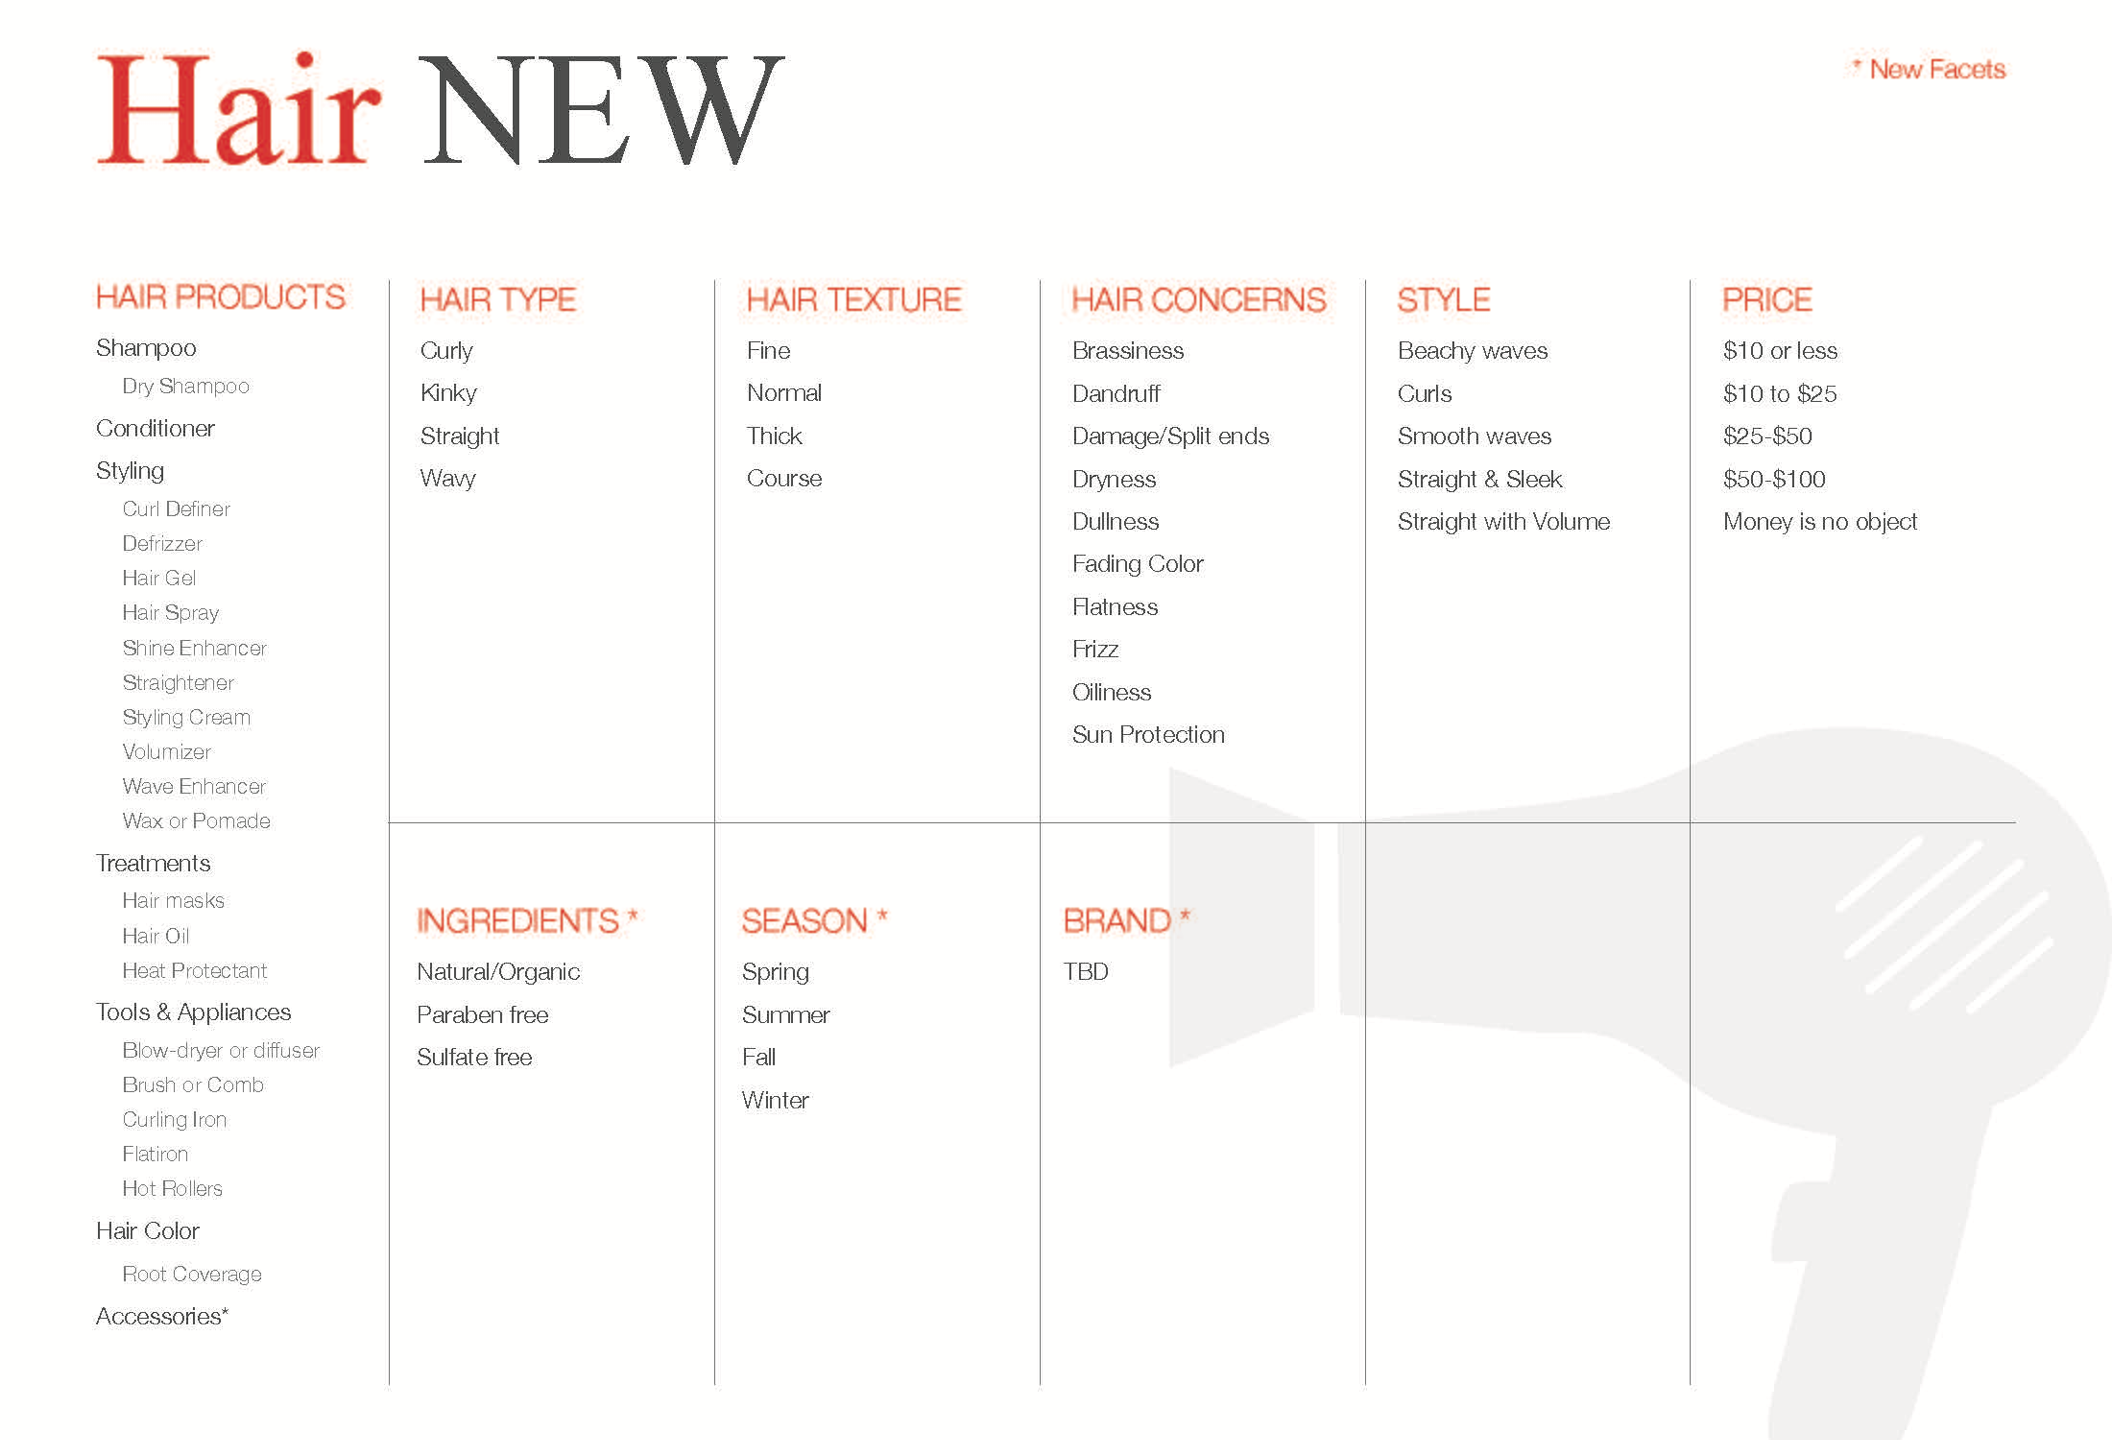 Hair NEW
* New Facets
HAIR PRODUCTS
Shampoo
Dry Shampoo
Conditioner
Styling
Curl Definer
Defrizzer
Hair Gel
Hair Spray
Shine Enhancer
Straightener
Styling Cream
Volumizer
Wave Enhancer
Wax or Pomade
Treatments
Hair masks
Hair Oil
Heat Protectant
Tools & Appliances
Blow-dryer or diffuser
Brush or Comb
Curling Iron
Flatiron
Hot Rollers
Hair Color
Root Coverage
Accessories*
HAIR TYPE
Curly
Kinky
Straight
Wavy
HAIR TEXTURE
Fine
Normal
Thick
Course
HAIR CONCERNS
Brassiness
Dandruff
Damage/Split ends
Dryness
Dullness
Fading Color
Flatness
Frizz
Oiliness
Sun Protection
STYLE
Beachy waves
Curls
Smooth waves
Straight & Sleek
Straight with Volume
PRICE
$10 or less
$10 to $25
$25-$50
$50-$100
Money is no object
INGREDIENTS *
Natural/Organic
Paraben free
Sulfate free
SEASON *
Spring
Summer
Fall
Winter
BRAND *
TBD